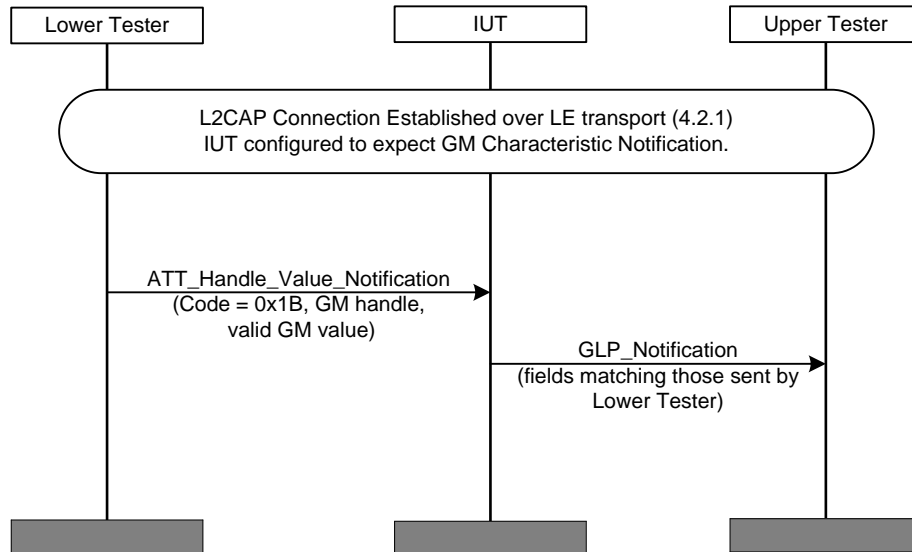 Lower Tester
IUT
Upper Tester
L2CAP Connection Established over LE transport (4.2.1)
IUT configured to expect GM Characteristic Notification.
ATT_Handle_Value_Notification
(Code = 0x1B, GM handle,
valid GM value)
GLP_Notification
(fields matching those sent by
Lower Tester)